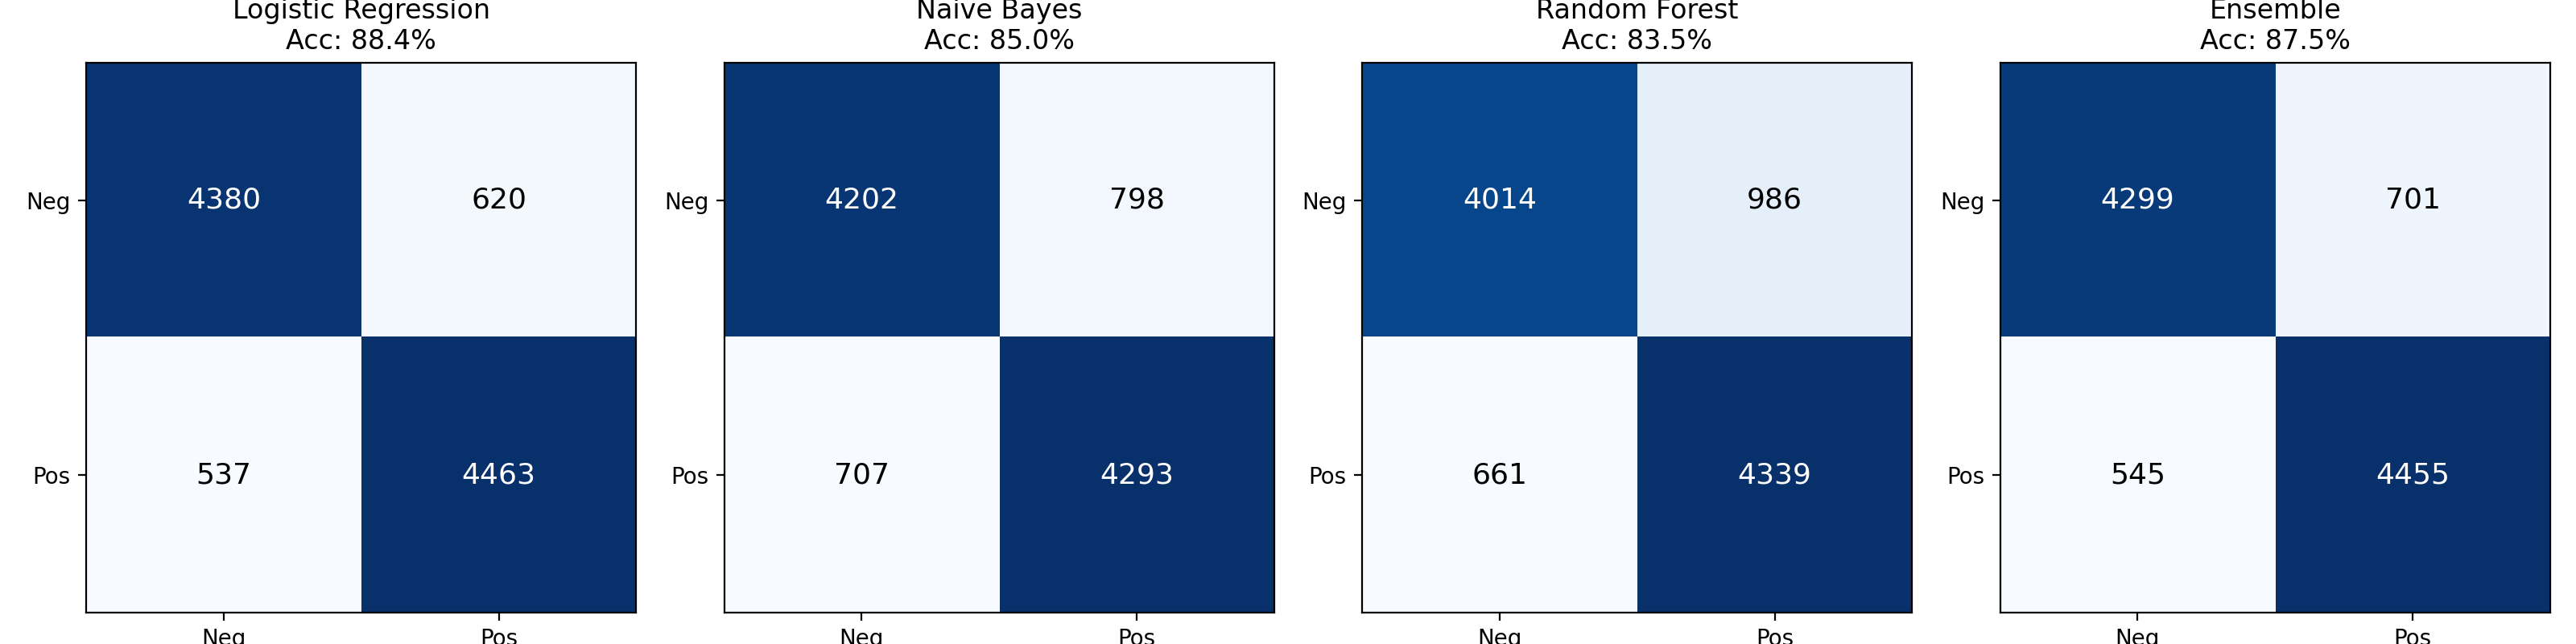 Logistic Regression
Acc: 88.4%
Neg
4380
620
Pos
537
4463
Neg
Pos
Naive Bayes
Acc: 85.0%
Neg
4202
798
Pos
707
4293
Neg
Pos
Random Forest
Acc: 83.5%
Neg
4014
986
Pos
661
4339
Neg
Pos
Ensemble
Acc: 87.5%
Neg
4299
701
Pos
545
4455
Neg
Pos